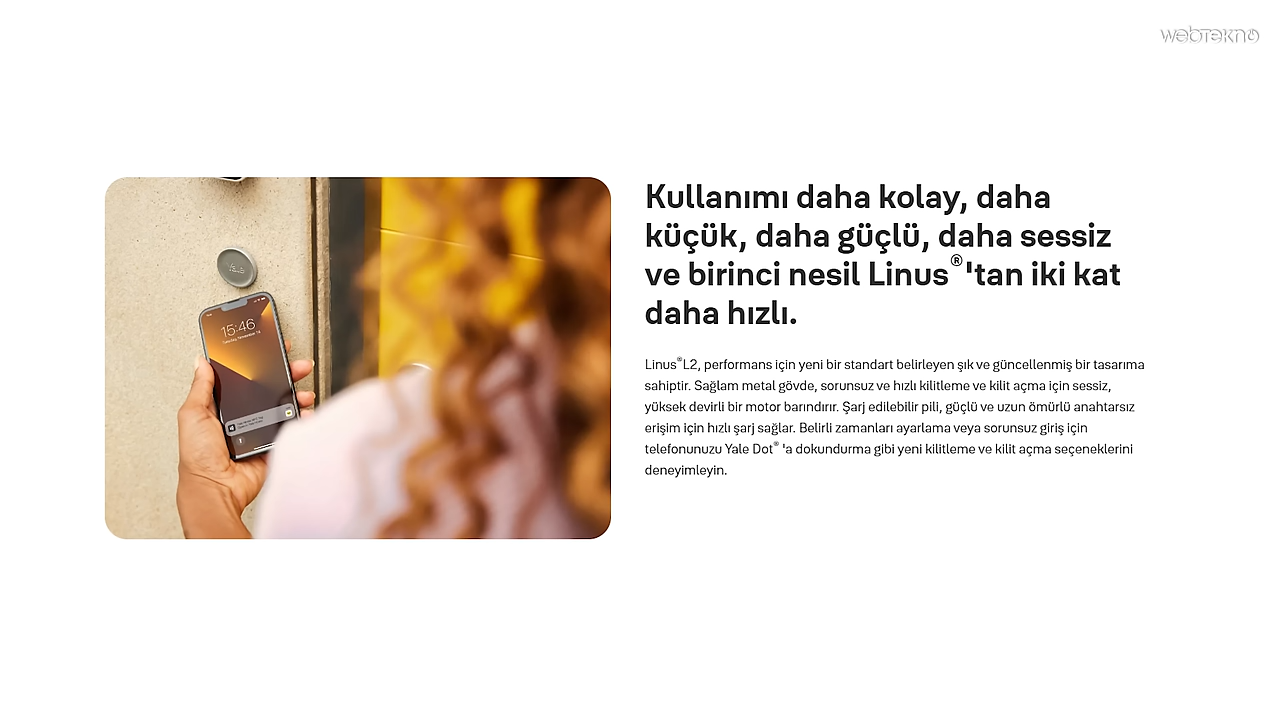 webtekno
Kullanımı daha kolay, daha
küçük, daha güçlü, daha sessiz
ve birinci nesil Linus®'tan iki kat
daha hızlı.
Yale
15:46
Linus®L2, performans için yeni bir standart belirleyen şık ve güncellenmiş bir tasarıma
sahiptir. Sağlam metal gövde, sorunsuz ve hızlı kilitleme ve kilit açma için sessiz,
yüksek devirli bir motor barındırır. Şarj edilebilir pili, güçlü ve uzun ömürlü anahtarsız
erişim için hızlı şarj sağlar. Belirli zamanları ayarlama veya sorunsuz giriş için
telefonunuzu Yale Dot® 'a dokundurma gibi yeni kilitleme ve kilit açma seçeneklerini
deneyimleyin.